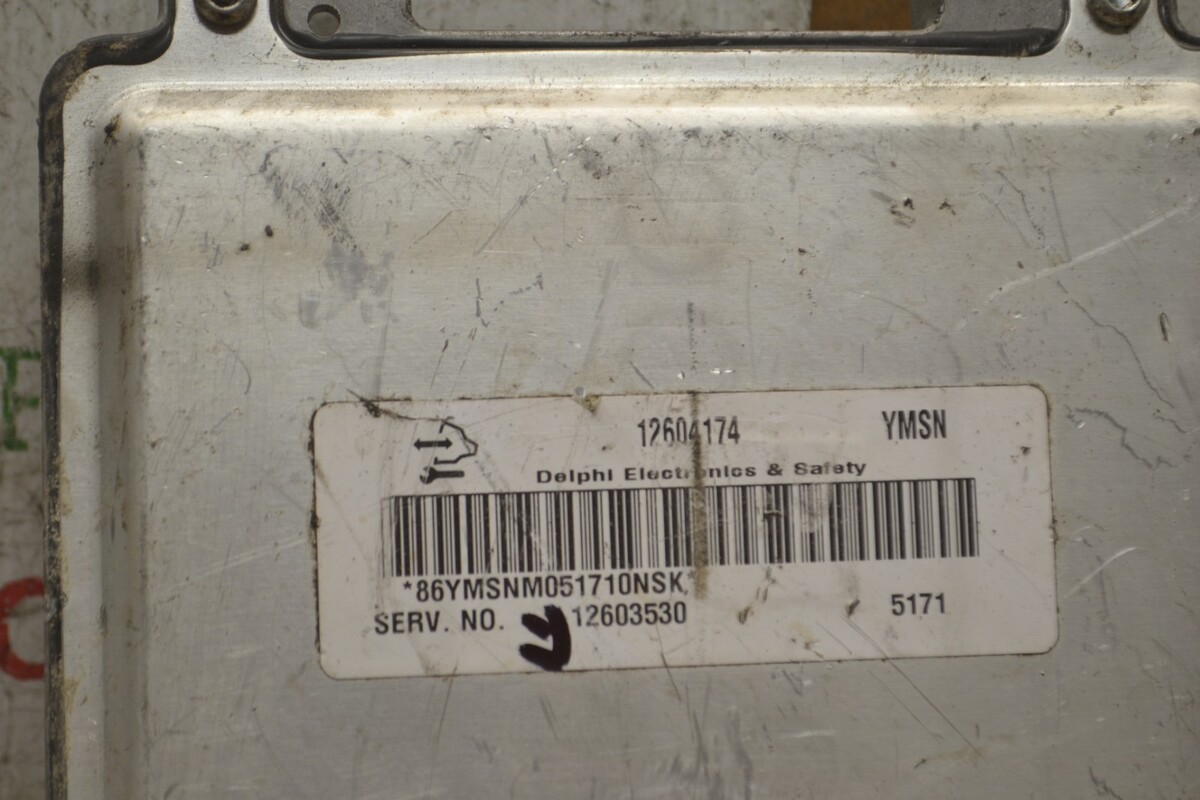 12604174 YMSN
Delphi Electronics & Safety
*86YMSNM051710NSK
SERV. NO. 12603530 5171